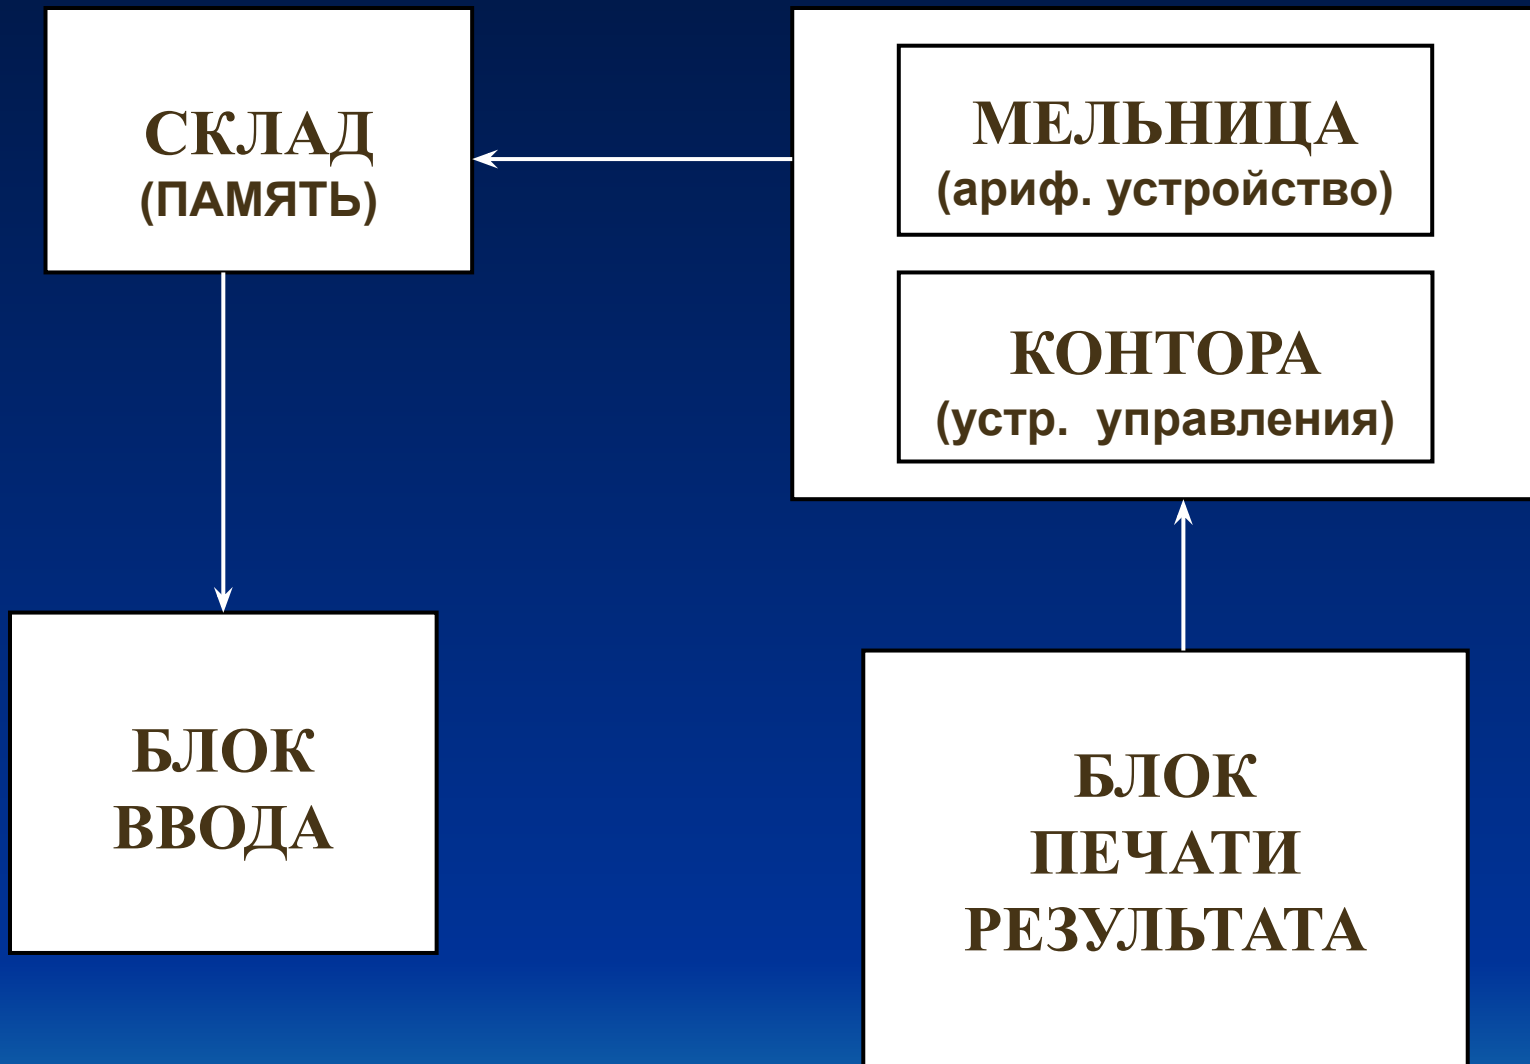 СКЛАД
(ПАМЯТЬ)
МЕЛЬНИЦА
(ариф. устройство)
КОНТОРА
(устр.  управления)
БЛОК
ВВОДА
БЛОК
ПЕЧАТИ
РЕЗУЛЬТАТА